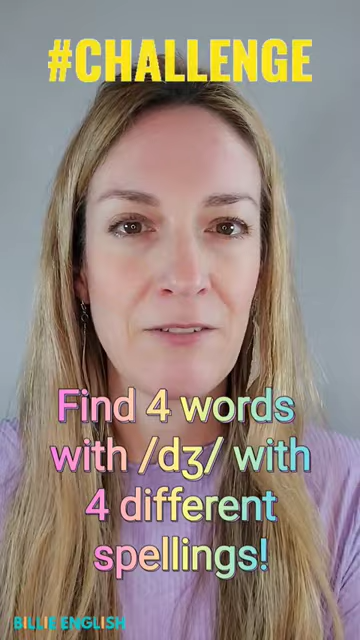 #CHALLENGE
Find 4 words
with /dʒ/ with
4 different
spellings!
BILLIE ENGLISH